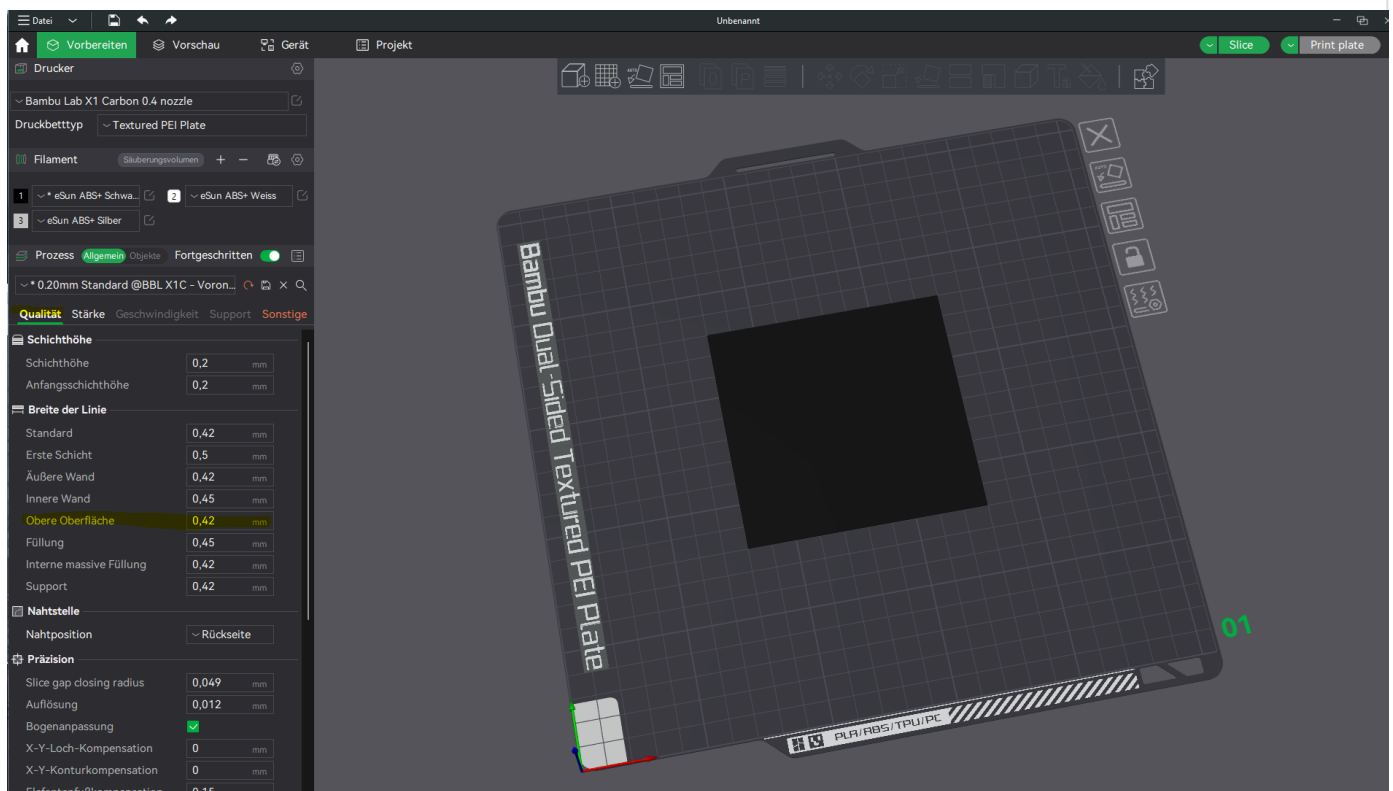 Datei
Unbenannt
Vorbereiten Vorschau Gerät Projekt Slice Print plate
Drucker
Bambu Lab X1 Carbon 0.4 nozzle
Druckbetttyp Textured PEI Plate
Filament Säuberungsvolumen + −
1 * eSun ABS+ Schwa... 2 eSun ABS+ Weiss
3 eSun ABS+ Silber
Prozess Allgemein Objekte Fortgeschritten
* 0.20mm Standard @BBL X1C - Voron...
Qualität Stärke Geschwindigkeit Support Sonstige
Schichthöhe
Schichthöhe 0,2 mm
Anfangsschichthöhe 0,2 mm
Breite der Linie
Standard 0,42 mm
Erste Schicht 0,5 mm
Äußere Wand 0,42 mm
Innere Wand 0,45 mm
Obere Oberfläche 0,42 mm
Füllung 0,45 mm
Interne massive Füllung 0,42 mm
Support 0,42 mm
Nahtstelle
Nahtposition Rückseite
Präzision
Slice gap closing radius 0,049 mm
Auflösung 0,012 mm
Bogenanpassung
X-Y-Loch-Kompensation 0 mm
X-Y-Konturkompensation 0 mm
Elefantenfußkompensation 0,15
AUTO
Bambu Dual-Sided Textured PEI Plate
AUTO
01
PLA/ABS/TPU/PC